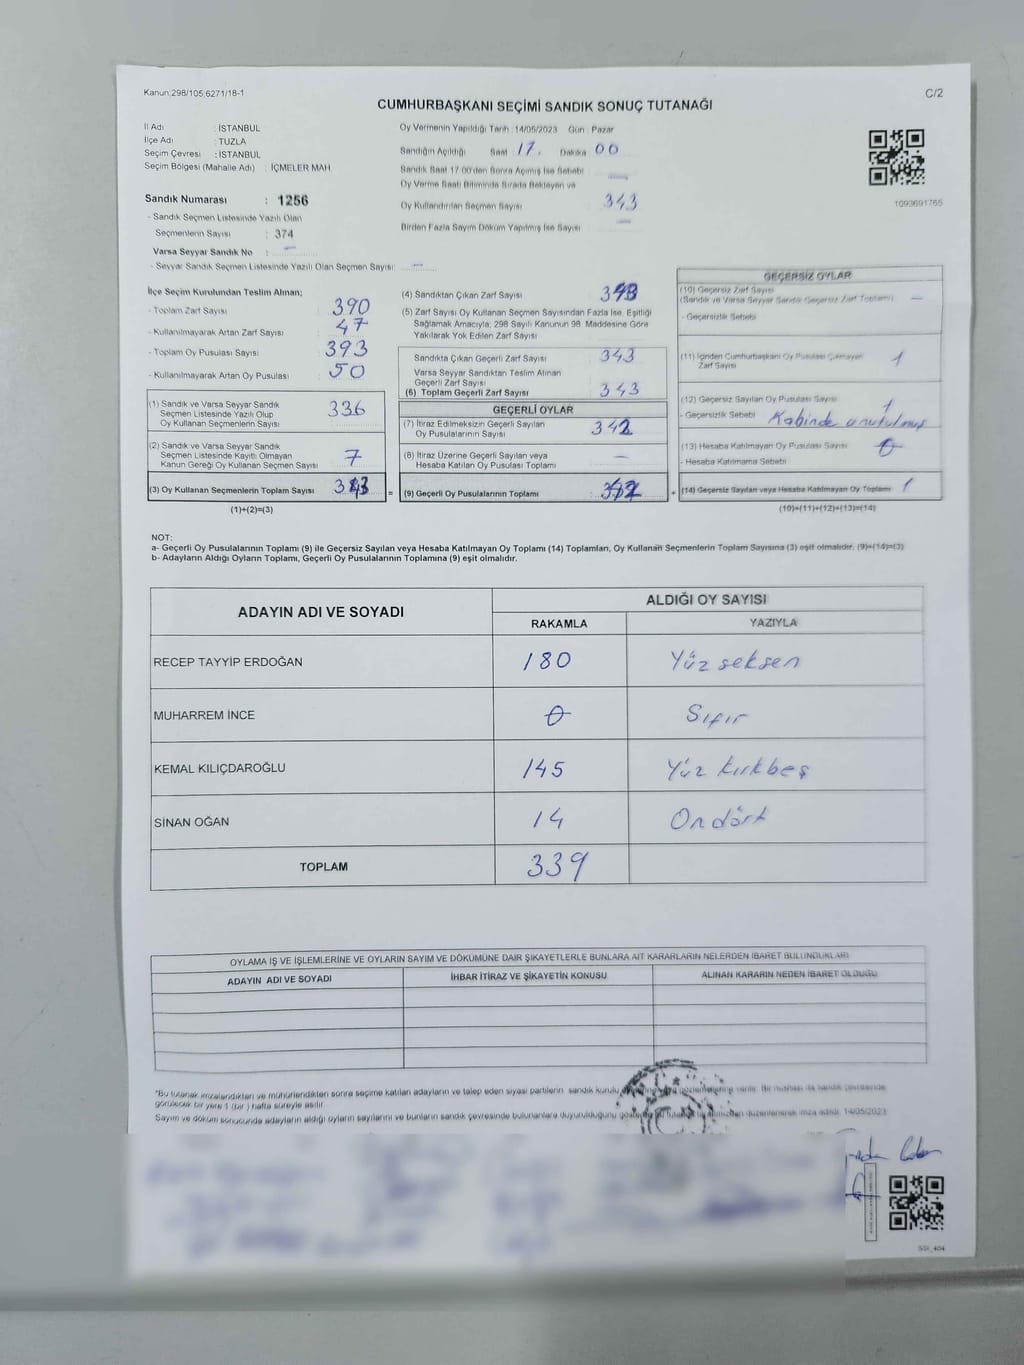 Kanun:298/105,6271/18-1
C/2
CUMHURBAŞKANI SEÇİMİ SANDIK SONUÇ TUTANAĞI
İl Adı : İSTANBUL
İlçe Adı : TUZLA
Seçim Çevresi : İSTANBUL
Seçim Bölgesi (Mahalle Adı) : İÇMELER MAH
Sandık Numarası : 1256
- Sandık Seçmen Listesinde Yazılı Olan
Seçmenlerin Sayısı : 374
Varsa Seyyar Sandık No : —
- Seyyar Sandık Seçmen Listesinde Yazılı Olan Seçmen Sayısı: —
Oy Vermenin Yapıldığı Tarih :14/05/2023 Gün Pazar
Sandığın Açıldığı Saat 17. Dakika 00
Sandık Saat 17:00'den Sonra Açımış İse Sebebi —
Oy Verme Saati Bitiminde Sırada Bekleyen ve
Oy Kullandırılan Seçmen Sayısı 343
Birden Fazla Sayım Döküm Yapılmış İse Sayısı —
1093691765
İlçe Seçim Kurulundan Teslim Alınan;
- Toplam Zarf Sayısı : 390
- Kullanılmayarak Artan Zarf Sayısı : 47
- Toplam Oy Pusulası Sayısı : 393
- Kullanılmayarak Artan Oy Pusulası : 50
(1) Sandık ve Varsa Seyyar Sandık
Seçmen Listesinde Yazılı Olup
Oy Kullanan Seçmenlerin Sayısı : 336
(2) Sandık ve Varsa Seyyar Sandık
Seçmen Listesinde Kayıtlı Olmayan
Kanun Gereği Oy Kullanan Seçmen Sayısı : 7
(3) Oy Kullanan Seçmenlerin Toplam Sayısı : 343
=
(1)+(2)=(3)
(4) Sandıktan Çıkan Zarf Sayısı 343
(5) Zarf Sayısı Oy Kullanan Seçmen Sayısından Fazla İse, Eşitliği
Sağlamak Amacıyla; 298 Sayılı Kanunun 98. Maddesine Göre
Yakılarak Yok Edilen Zarf Sayısı
Sandıkta Çıkan Geçerli Zarf Sayısı 343
Varsa Seyyar Sandıktan Teslim Alınan
Geçerli Zarf Sayısı
(6) Toplam Geçerli Zarf Sayısı 343
GEÇERLİ OYLAR
(7) İtiraz Edilmeksizin Geçerli Sayılan
Oy Pusulalarının Sayısı 342
(8) İtiraz Üzerine Geçerli Sayılan veya
Hesaba Katılan Oy Pusulası Toplamı —
(9) Geçerli Oy Pusulalarının Toplamı 342
+
GEÇERSİZ OYLAR
(10) Geçersiz Zarf Sayısı
(Sandık ve Varsa Seyyar Sandık Geçersiz Zarf Toplamı) —
- Geçersizlik Sebebi
(11) İçinden Cumhurbaşkanı Oy Pusulası Çıkmayan
Zarf Sayısı 1
(12) Geçersiz Sayılan Oy Pusulası Sayısı 1
- Geçersizlik Sebebi Kabinde unutulmuş
(13) Hesaba Katılmayan Oy Pusulası Sayısı 0
- Hesaba Katılmama Sebebi
(14) Geçersiz Sayılan veya Hesaba Katılmayan Oy Toplamı 1
(10)+(11)+(12)+(13)=(14)
NOT:
a- Geçerli Oy Pusulalarının Toplamı (9) ile Geçersiz Sayılan veya Hesaba Katılmayan Oy Toplamı (14) Toplamları, Oy Kullanan Seçmenlerin Toplam Sayısına (3) eşit olmalıdır. (9)+(14)=(3)
b- Adayların Aldığı Oyların Toplamı, Geçerli Oy Pusulalarının Toplamına (9) eşit olmalıdır.
ADAYIN ADI VE SOYADI
ALDIĞI OY SAYISI
RAKAMLA YAZIYLA
RECEP TAYYİP ERDOĞAN 180 Yüz seksen
MUHARREM İNCE 0 Sıfır
KEMAL KILIÇDAROĞLU 145 Yüz kırkbeş
SİNAN OĞAN 14 Ondört
TOPLAM 339
OYLAMA İŞ VE İŞLEMLERİNE VE OYLARIN SAYIM VE DÖKÜMÜNE DAİR ŞİKAYETLERLE BUNLARA AİT KARARLARIN NELERDEN İBARET BULUNDUKLARI
ADAYIN ADI VE SOYADI İHBAR İTİRAZ VE ŞİKAYETİN KONUSU ALINAN KARARIN NEDEN İBARET OLDUĞU
*Bu tutanak imzalandıktan ve mühürlendikten sonra seçime katılan adayların ve talep eden siyasi partilerin sandık kurulu verilir. Bir nüshası da sandık çevresinde
görülecek bir yere 1 (bir) hafta süreyle asılır.
Sayım ve döküm sonucunda adayların aldığı oyların sayılarını ve bunların sandık çevresinde bulunanlara duyurulduğunu düzenlenerek imza edildi. 14/05/2023